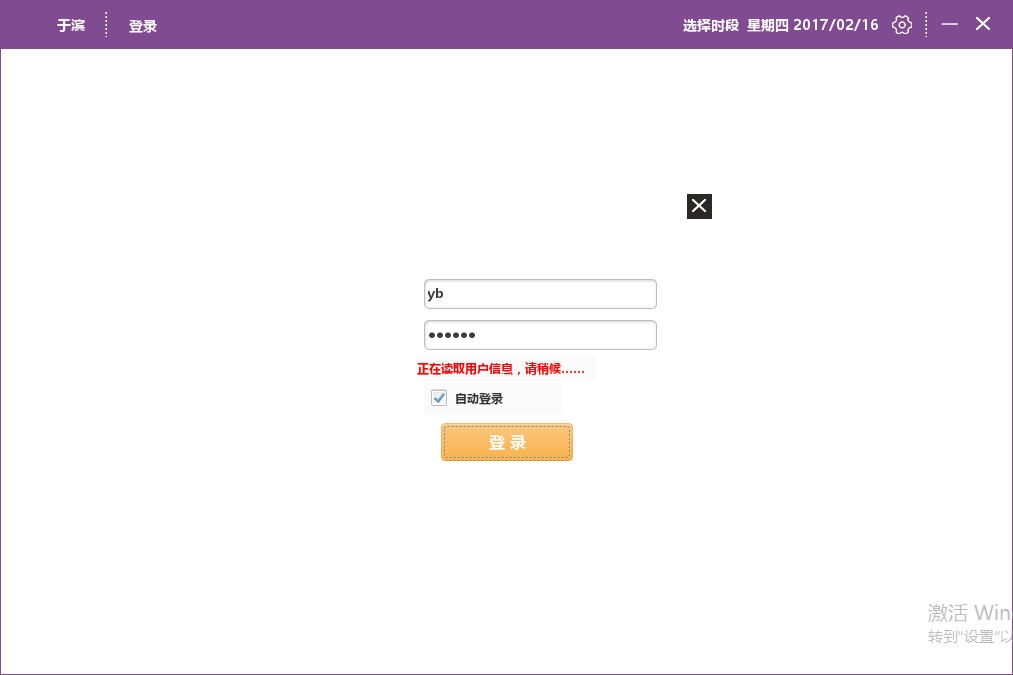 于滨 登录 选择时段 星期四 2017/02/16
yb
••••••
正在读取用户信息，请稍候......
自动登录
登 录
激活 Win
转到“设置”以